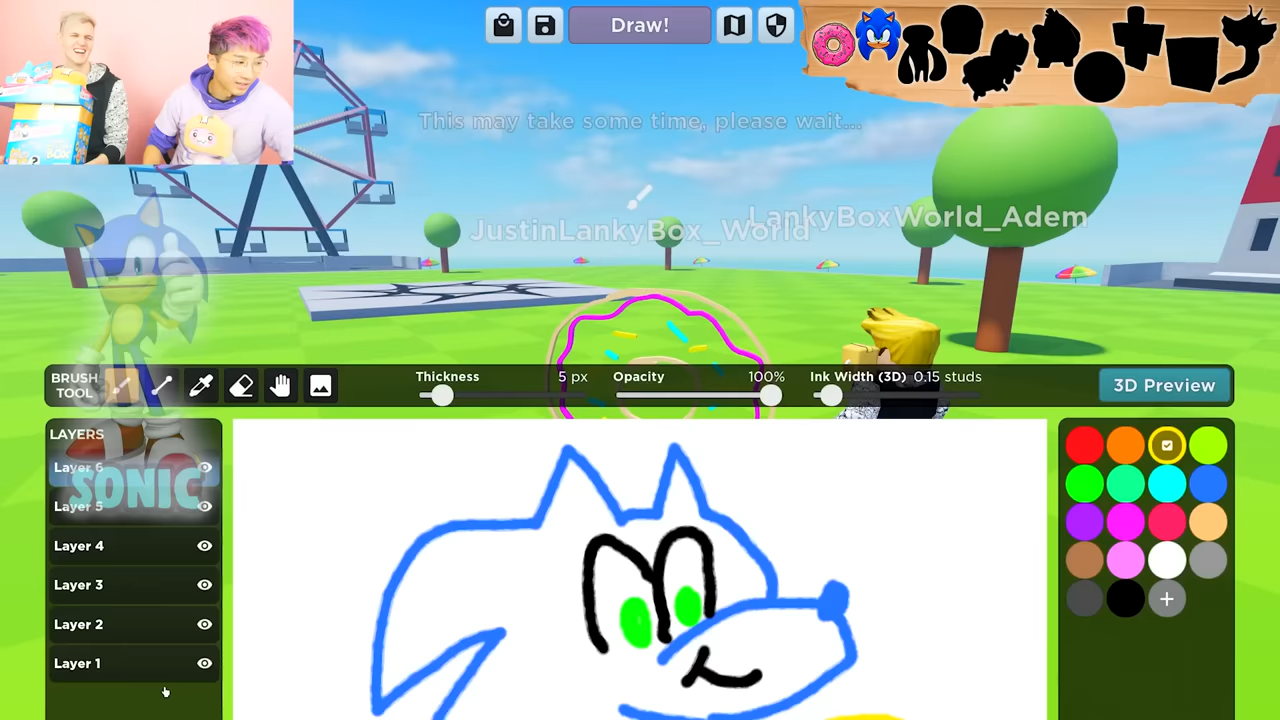 Draw!
This may take some time, please wait...
JustinLankyBox_World
LankyBoxWorld_Adem
BRUSH TOOL
Thickness 5 px
Opacity 100%
Ink Width (3D) 0.15 studs
3D Preview
LAYERS
Layer 6
Layer 5
Layer 4
Layer 3
Layer 2
Layer 1
SONIC